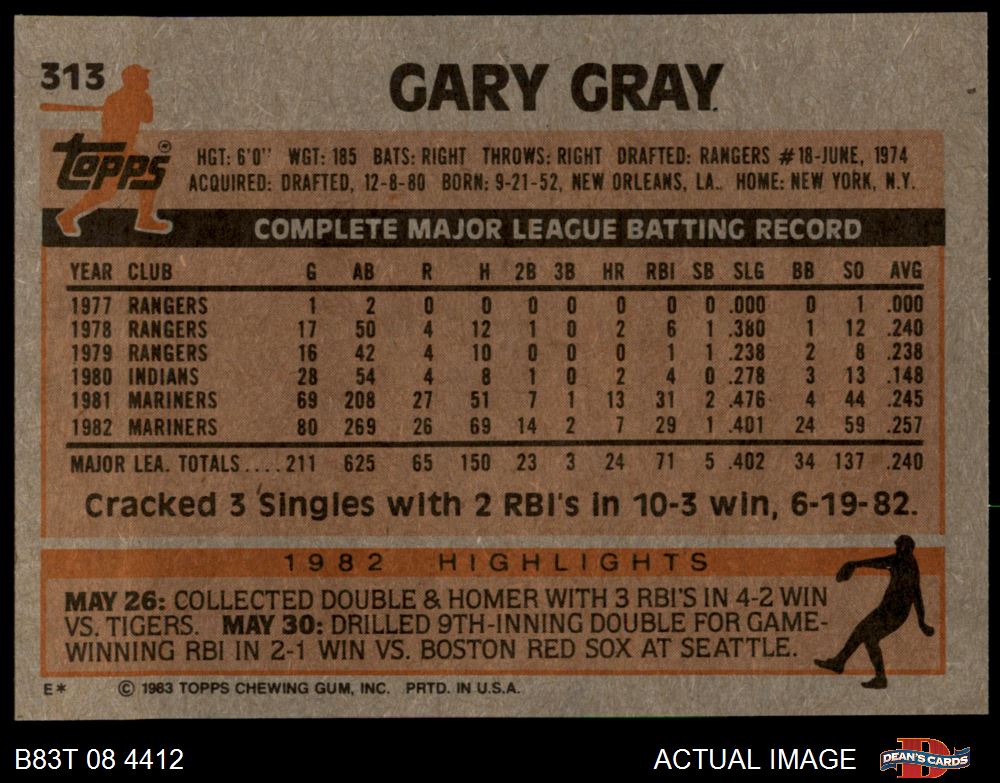 313
GARY GRAY
Topps®
HGT: 6'0" WGT: 185 BATS: RIGHT THROWS: RIGHT DRAFTED: RANGERS #18-JUNE, 1974
ACQUIRED: DRAFTED, 12-8-80 BORN: 9-21-52, NEW ORLEANS, LA.. HOME: NEW YORK, N.Y.
COMPLETE MAJOR LEAGUE BATTING RECORD
YEAR CLUB G AB R H 2B 3B HR RBI SB SLG BB SO AVG
1977 RANGERS 1 2 0 0 0 0 0 0 0 .000 0 1 .000
1978 RANGERS 17 50 4 12 1 0 2 6 1 .380 1 12 .240
1979 RANGERS 16 42 4 10 0 0 0 1 1 .238 2 8 .238
1980 INDIANS 28 54 4 8 1 0 2 4 0 .278 3 13 .148
1981 MARINERS 69 208 27 51 7 1 13 31 2 .476 4 44 .245
1982 MARINERS 80 269 26 69 14 2 7 29 1 .401 24 59 .257
MAJOR LEA. TOTALS....211 625 65 150 23 3 24 71 5 .402 34 137 .240
Cracked 3 Singles with 2 RBI's in 10-3 win, 6-19-82.
1982 HIGHLIGHTS
MAY 26: COLLECTED DOUBLE & HOMER WITH 3 RBI'S IN 4-2 WIN
VS. TIGERS. MAY 30: DRILLED 9TH-INNING DOUBLE FOR GAME-
WINNING RBI IN 2-1 WIN VS. BOSTON RED SOX AT SEATTLE.
E* © 1983 TOPPS CHEWING GUM, INC. PRTD. IN U.S.A.
B83T 08 4412 ACTUAL IMAGE DEAN'S CARDS